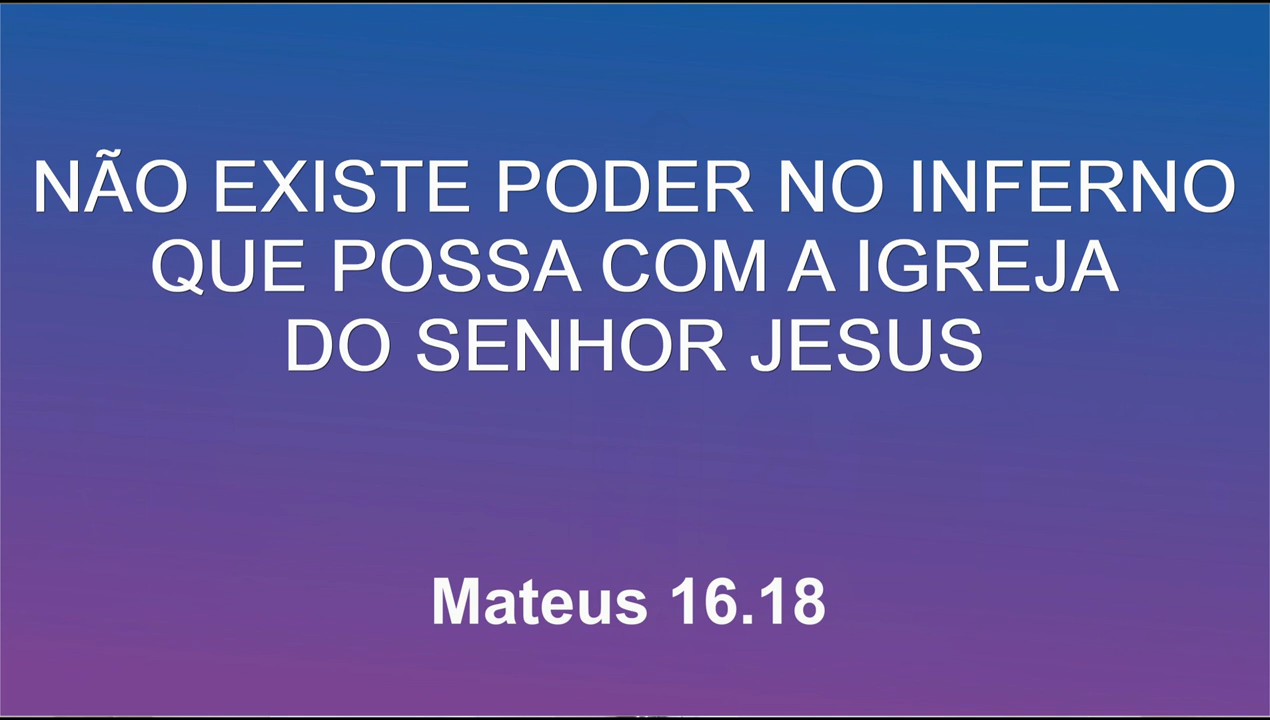 NÃO EXISTE PODER NO INFERNO
QUE POSSA COM A IGREJA
DO SENHOR JESUS
Mateus 16.18